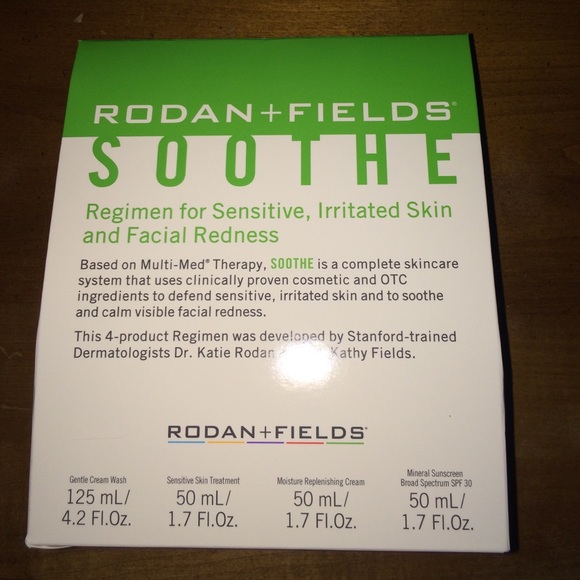 RODAN+FIELDS®
SOOTHE
Regimen for Sensitive, Irritated Skin
and Facial Redness
Based on Multi-Med® Therapy, SOOTHE is a complete skincare
system that uses clinically proven cosmetic and OTC
ingredients to defend sensitive, irritated skin and to soothe
and calm visible facial redness.
This 4-product Regimen was developed by Stanford-trained
Dermatologists Dr. Katie Rodan Kathy Fields.
RODAN+FIELDS®
Gentle Cream Wash
125 mL/
4.2 Fl.Oz.
Sensitive Skin Treatment
50 mL/
1.7 Fl.Oz.
Moisture Replenishing Cream
50 mL/
1.7 Fl.Oz.
Mineral Sunscreen
Broad Spectrum SPF 30
50 mL/
1.7 Fl.Oz.